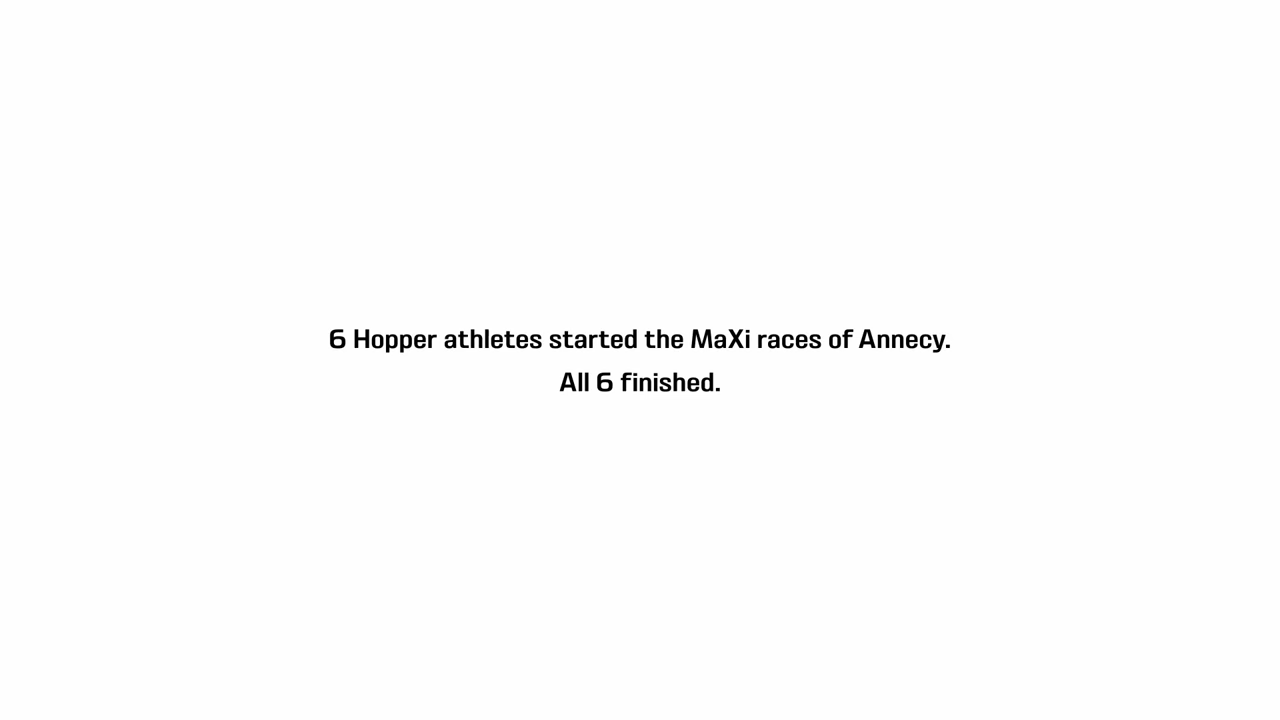 6 Hopper athletes started the MaXi races of Annecy.
All 6 finished.